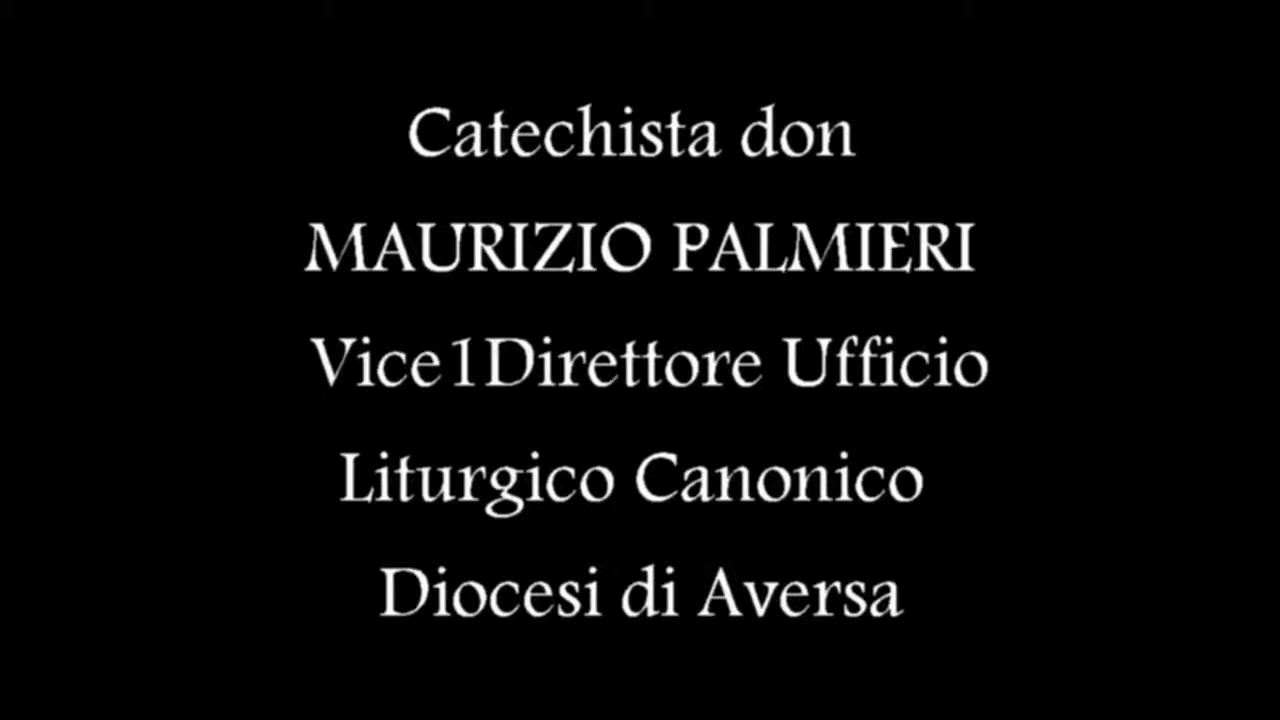 Catechista don
MAURIZIO PALMIERI
Vice1Direttore Ufficio
Liturgico Canonico
Diocesi di Aversa